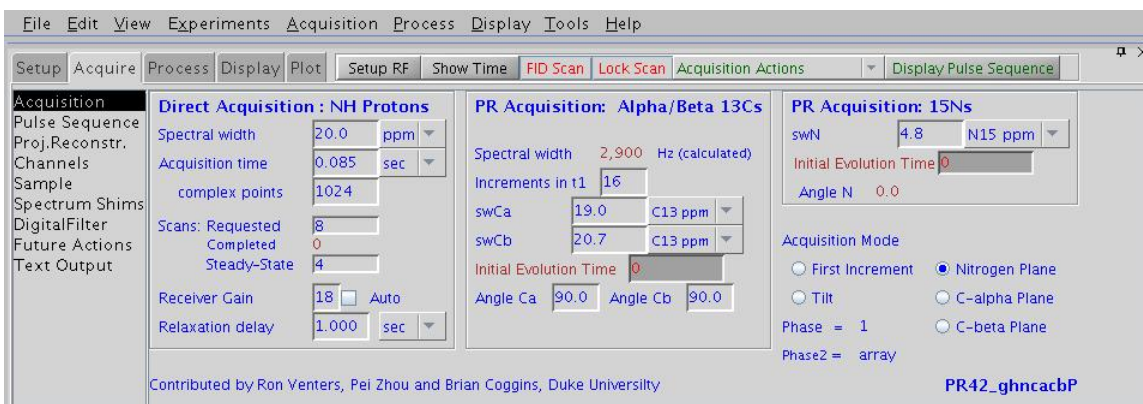 File Edit View Experiments Acquisition Process Display Tools Help
Setup Acquire Process Display Plot Setup RF Show Time FID Scan Lock Scan Acquisition Actions Display Pulse Sequence
Acquisition
Pulse Sequence
Proj.Reconstr.
Channels
Sample
Spectrum Shims
DigitalFilter
Future Actions
Text Output
Direct Acquisition : NH Protons
Spectral width 20.0 ppm
Acquisition time 0.085 sec
complex points 1024
Scans: Requested 8
Completed 0
Steady-State 4
Receiver Gain 18 Auto
Relaxation delay 1.000 sec
PR Acquisition: Alpha/Beta 13Cs
Spectral width 2,900 Hz (calculated)
Increments in t1 16
swCa 19.0 C13 ppm
swCb 20.7 C13 ppm
Initial Evolution Time 0
Angle Ca 90.0 Angle Cb 90.0
PR Acquisition: 15Ns
swN 4.8 N15 ppm
Initial Evolution Time 0
Angle N 0.0
Acquisition Mode
First Increment Nitrogen Plane
Tilt C-alpha Plane
Phase = 1 C-beta Plane
Phase2 = array
Contributed by Ron Venters, Pei Zhou and Brian Coggins, Duke Universilty
PR42_ghncacbP